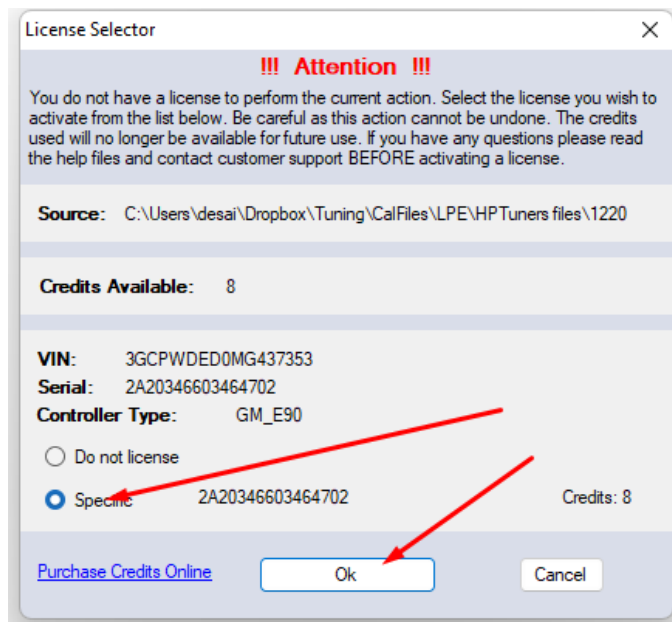 License Selector
!!! Attention !!!
You do not have a license to perform the current action. Select the license you wish to
activate from the list below. Be careful as this action cannot be undone. The credits
used will no longer be available for future use. If you have any questions please read
the help files and contact customer support BEFORE activating a license.
Source: C:\Users\desai\Dropbox\Tuning\CalFiles\LPE\HPTuners files\1220
Credits Available: 8
VIN: 3GCPWDED0MG437353
Serial: 2A20346603464702
Controller Type: GM_E90
Do not license
Specific 2A20346603464702 Credits: 8
Purchase Credits Online Ok Cancel